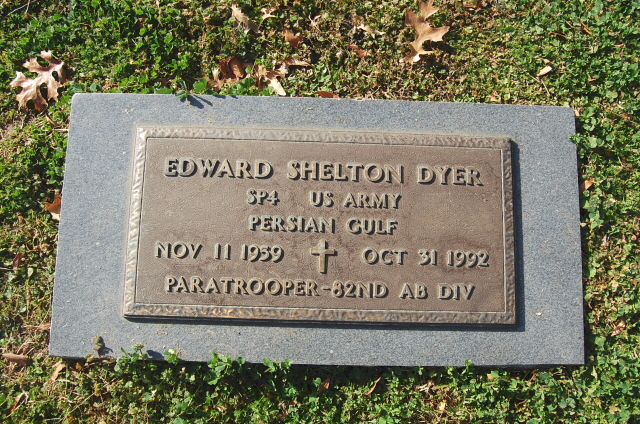 EDWARD SHELTON DYER
SP4 US ARMY
PERSIAN GULF
NOV 11 1959 OCT 31 1992
PARATROOPER-82ND AB DIV